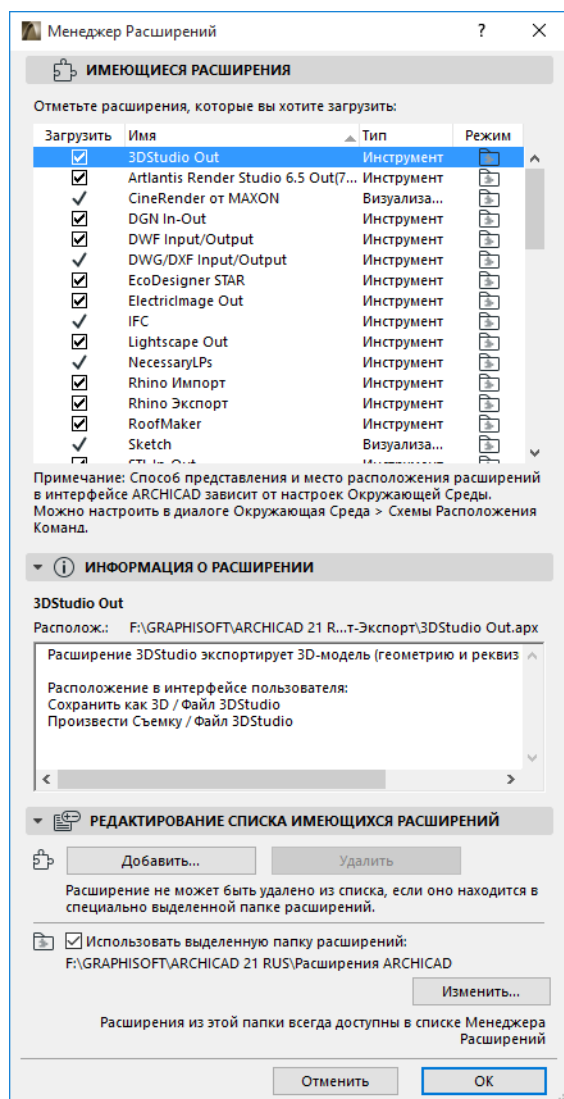 Менеджер Расширений ?
ИМЕЮЩИЕСЯ РАСШИРЕНИЯ
Отметьте расширения, которые вы хотите загрузить:
Загрузить Имя Тип Режим
3DStudio Out Инструмент
Artlantis Render Studio 6.5 Out(7... Инструмент
CineRender от MAXON Визуализа...
DGN In-Out Инструмент
DWF Input/Output Инструмент
DWG/DXF Input/Output Инструмент
EcoDesigner STAR Инструмент
ElectricImage Out Инструмент
IFC Инструмент
Lightscape Out Инструмент
NecessaryLPs Инструмент
Rhino Импорт Инструмент
Rhino Экспорт Инструмент
RoofMaker Инструмент
Sketch Визуализа...
Примечание: Способ представления и место расположения расширений
в интерфейсе ARCHICAD зависит от настроек Окружающей Среды.
Можно настроить в диалоге Окружающая Среда > Схемы Расположения
Команд.
ИНФОРМАЦИЯ О РАСШИРЕНИИ
3DStudio Out
Располож.: F:\GRAPHISOFT\ARCHICAD 21 R...т-Экспорт\3DStudio Out.apx
Расширение 3DStudio экспортирует 3D-модель (геометрию и реквиз
Расположение в интерфейсе пользователя:
Сохранить как 3D / Файл 3DStudio
Произвести Съемку / Файл 3DStudio
РЕДАКТИРОВАНИЕ СПИСКА ИМЕЮЩИХСЯ РАСШИРЕНИЙ
Добавить... Удалить
Расширение не может быть удалено из списка, если оно находится в
специально выделенной папке расширений.
Использовать выделенную папку расширений:
F:\GRAPHISOFT\ARCHICAD 21 RUS\Расширения ARCHICAD
Изменить...
Расширения из этой папки всегда доступны в списке Менеджера
Расширений
Отменить OK